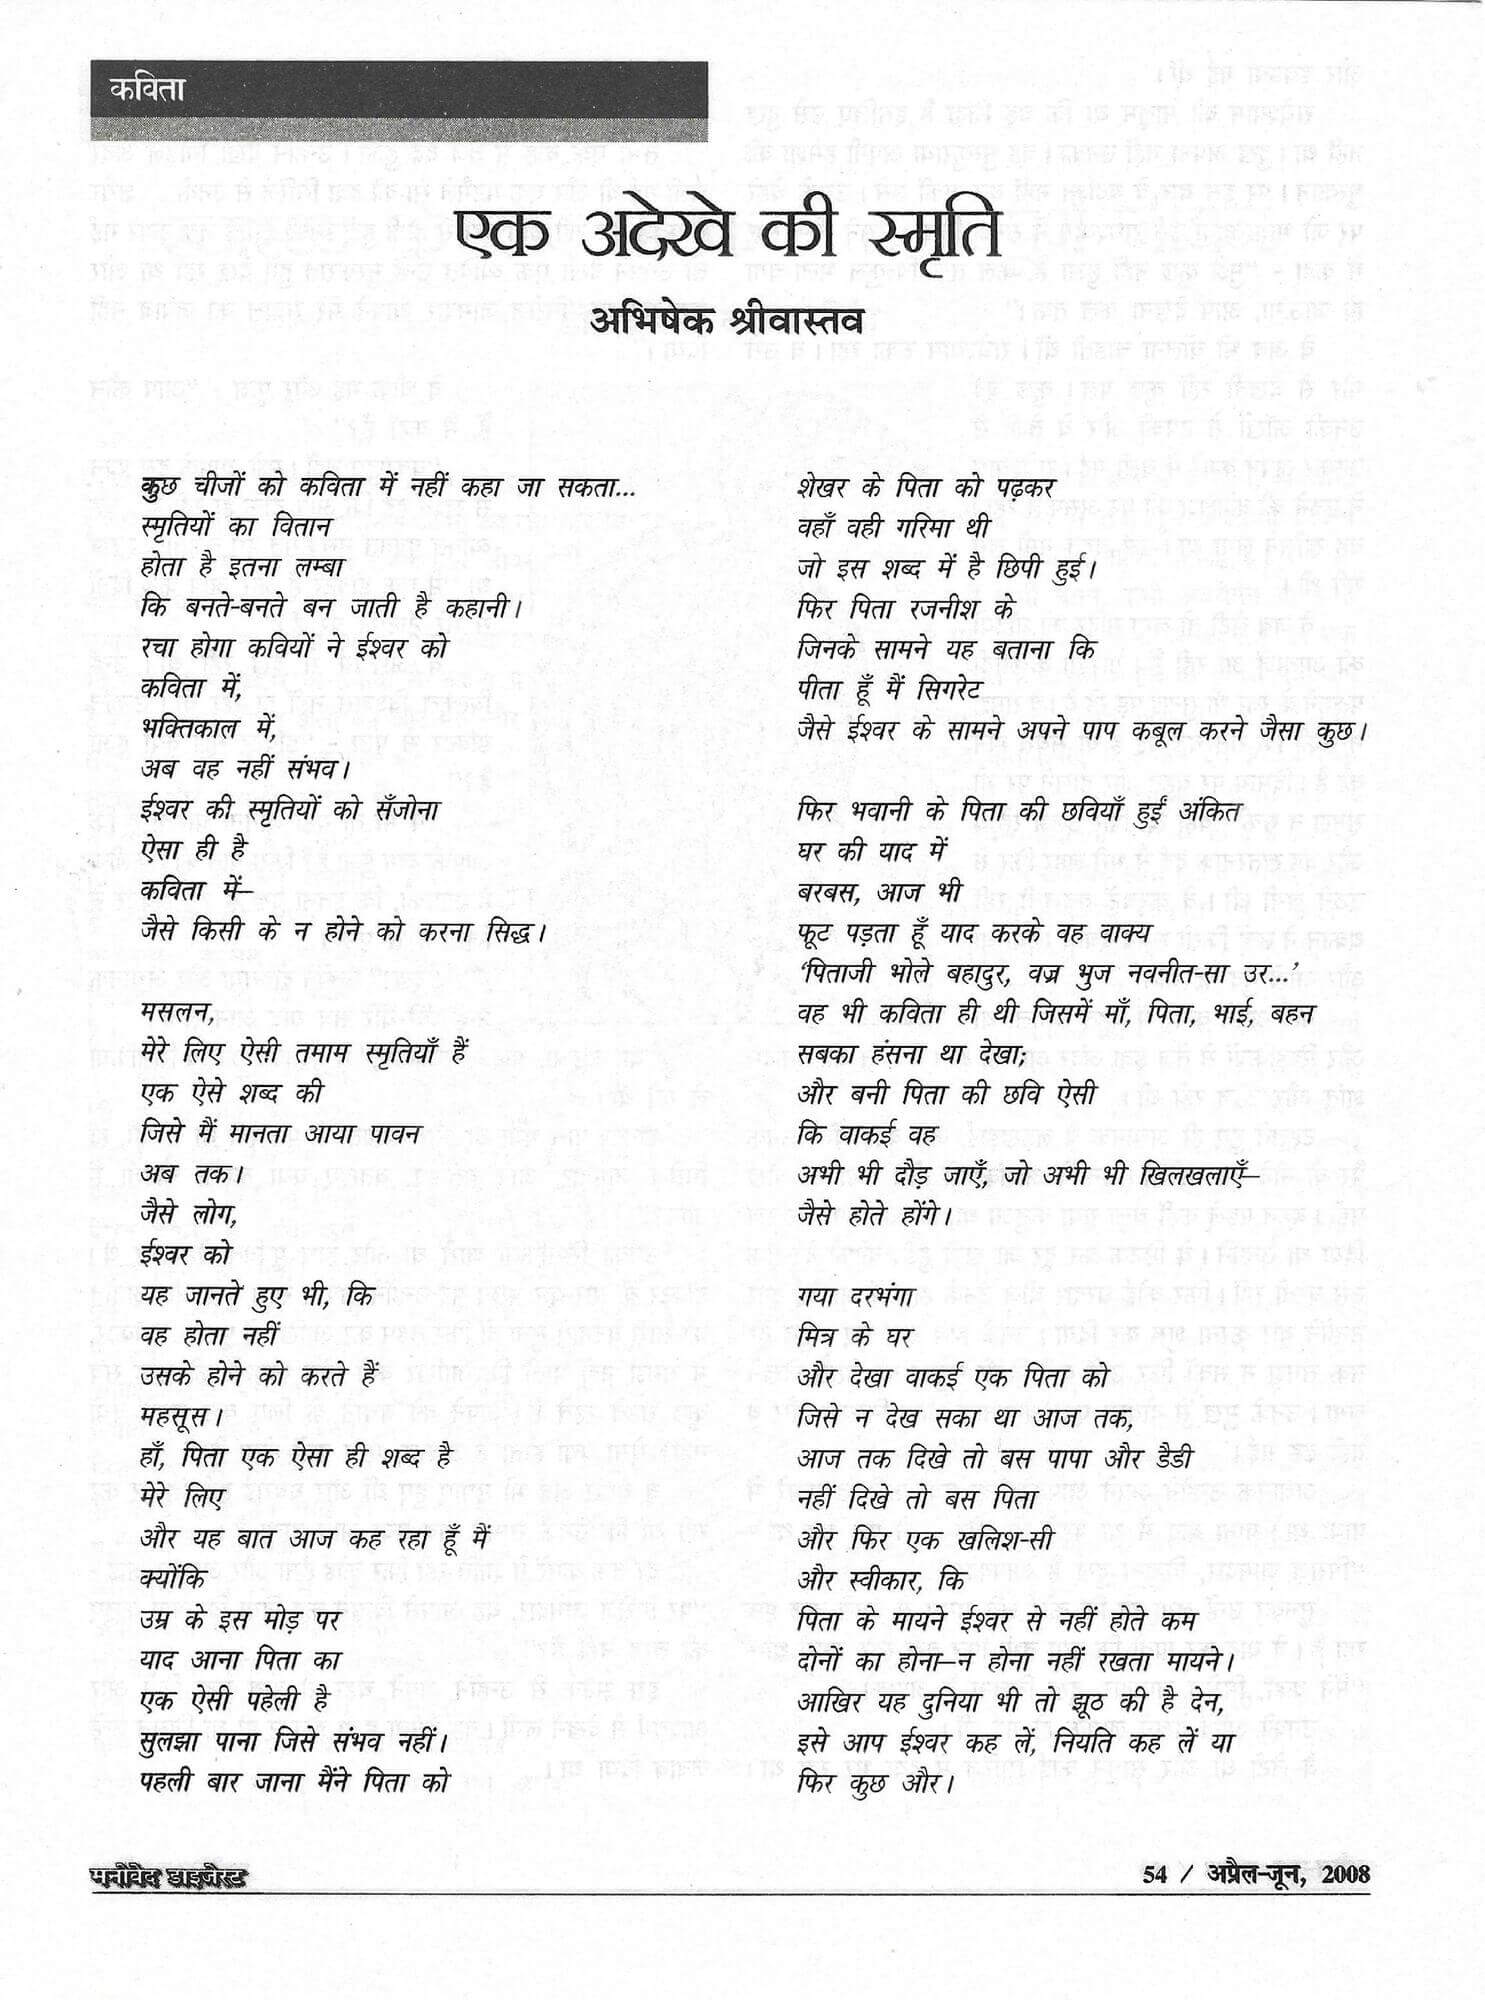 कविता
एक अदेखे की स्मृति
अभिषेक श्रीवास्तव
कुछ चीजों को कविता में नहीं कहा जा सकता...
स्मृतियों का वितान
होता है इतना लम्बा
कि बनते-बनते बन जाती है कहानी।
रचा होगा कवियों ने ईश्वर को
कविता में,
भक्तिकाल में,
अब वह नहीं संभव।
ईश्वर की स्मृतियों को सँजोना
ऐसा ही है
कविता में–
जैसे किसी के न होने को करना सिद्ध।
मसलन,
मेरे लिए ऐसी तमाम स्मृतियाँ हैं
एक ऐसे शब्द की
जिसे मैं मानता आया पावन
अब तक।
जैसे लोग,
ईश्वर को
यह जानते हुए भी, कि
वह होता नहीं
उसके होने को करते हैं
महसूस।
हाँ, पिता एक ऐसा ही शब्द है
मेरे लिए
और यह बात आज कह रहा हूँ मैं
क्योंकि
उम्र के इस मोड़ पर
याद आना पिता का
एक ऐसी पहेली है
सुलझा पाना जिसे संभव नहीं।
पहली बार जाना मैंने पिता को
शेखर के पिता को पढ़कर
वहाँ वही गरिमा थी
जो इस शब्द में है छिपी हुई।
फिर पिता रजनीश के
जिनके सामने यह बताना कि
पीता हूँ मैं सिगरेट
जैसे ईश्वर के सामने अपने पाप कबूल करने जैसा कुछ।
फिर भवानी के पिता की छवियाँ हुईं अंकित
घर की याद में
बरबस, आज भी
फूट पड़ता हूँ याद करके वह वाक्य
‘पिताजी भोले बहादुर, वज्र भुज नवनीत-सा उर...’
वह भी कविता ही थी जिसमें माँ, पिता, भाई, बहन
सबका हंसना था देखा;
और बनी पिता की छवि ऐसी
कि वाकई वह
अभी भी दौड़ जाएँ, जो अभी भी खिलखलाएँ–
जैसे होते होंगे।
गया दरभंगा
मित्र के घर
और देखा वाकई एक पिता को
जिसे न देख सका था आज तक,
आज तक दिखे तो बस पापा और डैडी
नहीं दिखे तो बस पिता
और फिर एक खलिश-सी
और स्वीकार, कि
पिता के मायने ईश्वर से नहीं होते कम
दोनों का होना–न होना नहीं रखता मायने।
आखिर यह दुनिया भी तो झूठ की है देन,
इसे आप ईश्वर कह लें, नियति कह लें या
फिर कुछ और।
मनोवेद डाइजेस्ट
54 / अप्रैल-जून, 2008